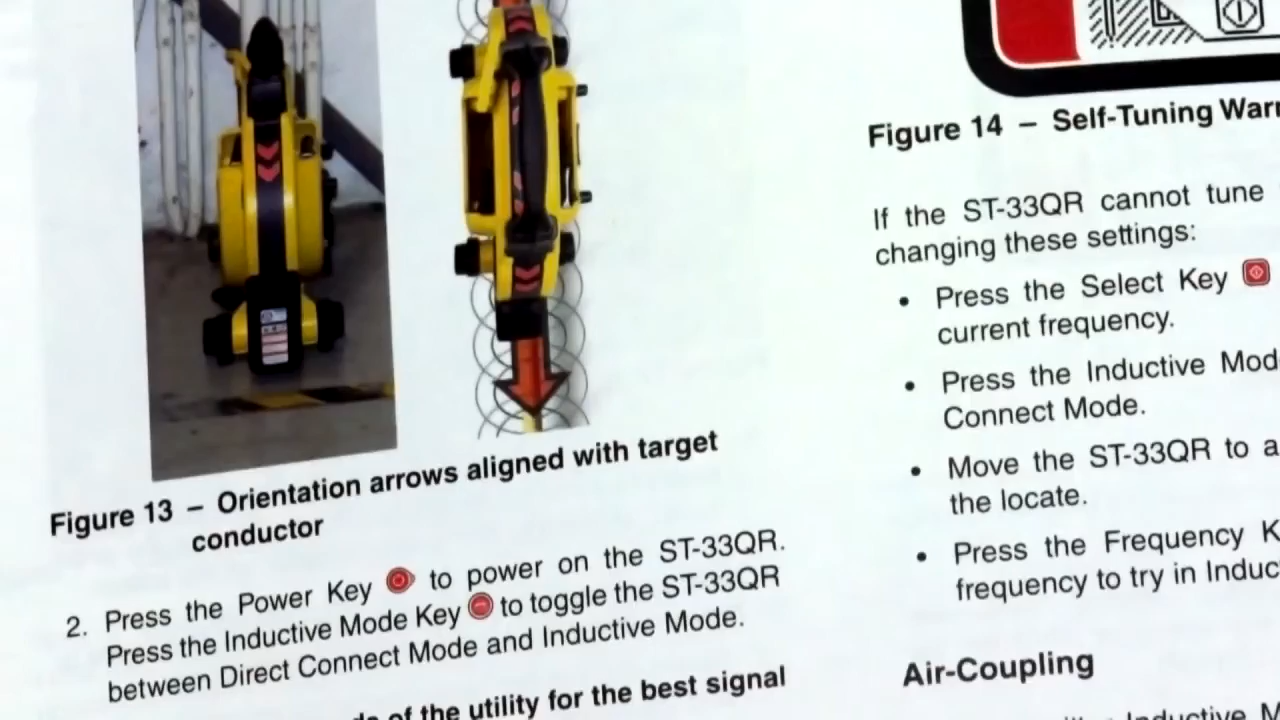 Figure 13 – Orientation arrows aligned with target
conductor
2. Press the Power Key to power on the ST-33QR.
Press the Inductive Mode Key to toggle the ST-33QR
between Direct Connect Mode and Inductive Mode.
of the utility for the best signal
Figure 14 – Self-Tuning
If the ST-33QR cannot tune
changing these settings:
• Press the Select Key
current frequency.
• Press the Inductive
Connect Mode.
• Move the ST-33QR to a
the locate.
• Press the Frequency
frequency to try in
Air-Coupling